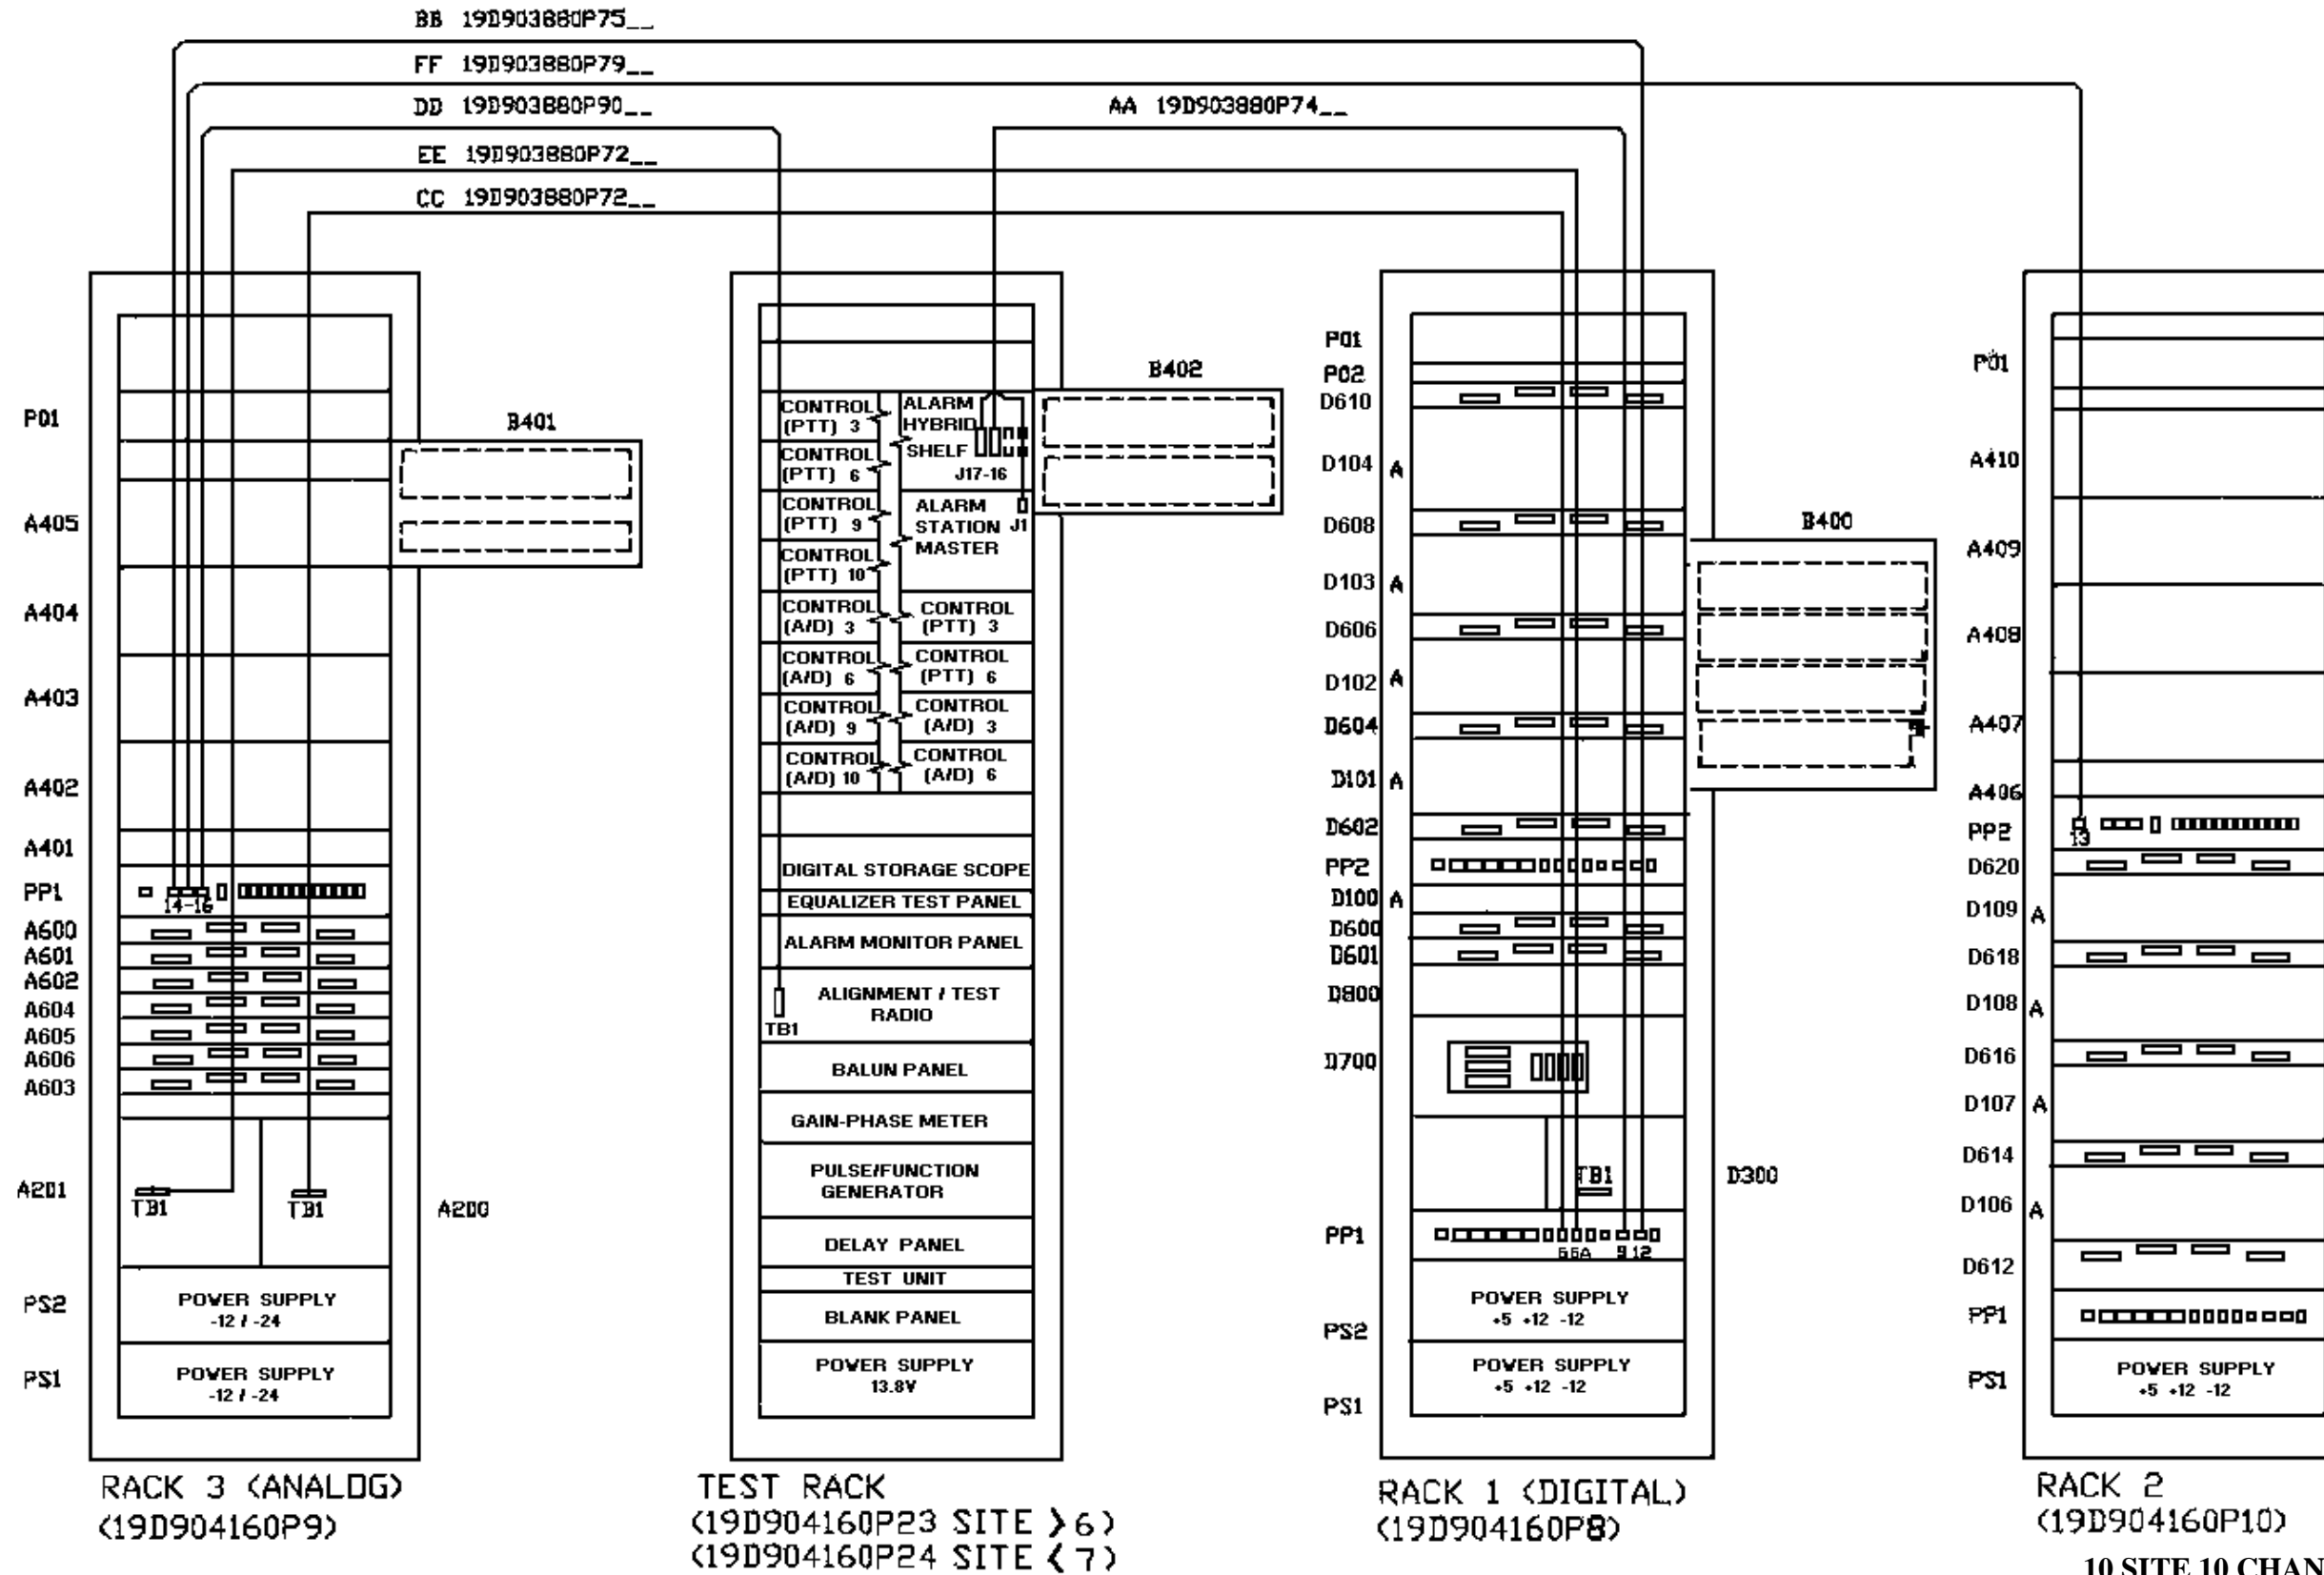 BB 19D903880P75__
FF 19D903880P79__
DD 19D903880P90__
AA 19D903880P74__
EE 19D903880P72__
CC 19D903880P72__
P01
A405
A404
A403
A402
A401
PP1
A600
A601
A602
A604
A605
A606
A603
A201
PS2
PS1
B401
14-16
TB1
TB1
A200
POWER SUPPLY
-12 / -24
POWER SUPPLY
-12 / -24
RACK 3 (ANALOG)
(19D904160P9)
B402
CONTROL
(PTT) 3
CONTROL
(PTT) 6
CONTROL
(PTT) 9
CONTROL
(PTT) 10
CONTROL
(A/D) 3
CONTROL
(A/D) 6
CONTROL
(A/D) 9
CONTROL
(A/D) 10
ALARM
HYBRID
SHELF
J17-16
ALARM
STATION
MASTER
J1
CONTROL
(PTT) 3
CONTROL
(PTT) 6
CONTROL
(A/D) 3
CONTROL
(A/D) 6
DIGITAL STORAGE SCOPE
EQUALIZER TEST PANEL
ALARM MONITOR PANEL
ALIGNMENT / TEST
RADIO
TB1
BALUN PANEL
GAIN-PHASE METER
PULSE/FUNCTION
GENERATOR
DELAY PANEL
TEST UNIT
BLANK PANEL
POWER SUPPLY
13.8V
TEST RACK
(19D904160P23 SITE >6)
(19D904160P24 SITE <7)
P01
P02
D610
D104 A
D608
D103 A
D606
D102 A
D604
D101 A
D602
PP2
D100 A
D600
D601
D800
D700
PP1
PS2
PS1
B400
TB1
D300
6 6A 9 12
POWER SUPPLY
+5 +12 -12
POWER SUPPLY
+5 +12 -12
RACK 1 (DIGITAL)
(19D904160P8)
P01
A410
A409
A408
A407
A406
PP2
13
D620
D109 A
D618
D108 A
D616
D107 A
D614
D106 A
D612
PP1
PS1
POWER SUPPLY
+5 +12 -12
RACK 2
(19D904160P10)
10 SITE 10 CHAN